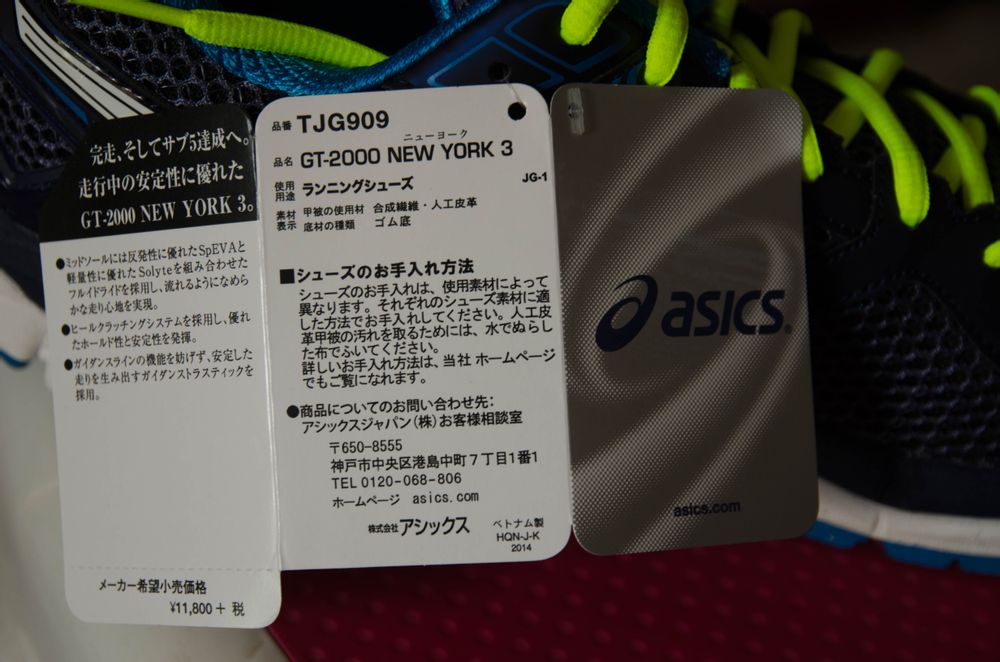 完走、そしてサブ5達成へ。
走行中の安定性に優れた
GT-2000 NEW YORK 3。
●ミッドソールには反発性に優れたSpEVAと
軽量性に優れたSolyteを組み合わせた
フルイドライドを採用し、流れるようになめら
かな走り心地を実現。
●ヒールクラッチングシステムを採用し、優れ
たホールド性と安定性を発揮。
●ガイダンスラインの機能を妨げず、安定した
走りを生み出すガイダンストラスティックを
採用。
メーカー希望小売価格
¥11,800 + 税
品番 TJG909
ニューヨーク
品名 GT-2000 NEW YORK 3
使用用途 ランニングシューズ JG-1
素材表示 甲被の使用材 合成繊維・人工皮革
底材の種類 ゴム底
■シューズのお手入れ方法
シューズのお手入れは、使用素材によって
異なります。それぞれのシューズ素材に適
した方法でお手入れしてください。人工皮
革甲被の汚れを取るためには、水でぬらし
た布でふいてください。
詳しいお手入れ方法は、当社 ホームページ
でもご覧になれます。
●商品についてのお問い合わせ先：
アシックスジャパン(株)お客様相談室
〒650-8555
神戸市中央区港島中町7丁目1番1
TEL 0120-068-806
ホームページ asics.com
株式会社 アシックス
ベトナム製
HQN-J-K
2014
asics.
asics.com